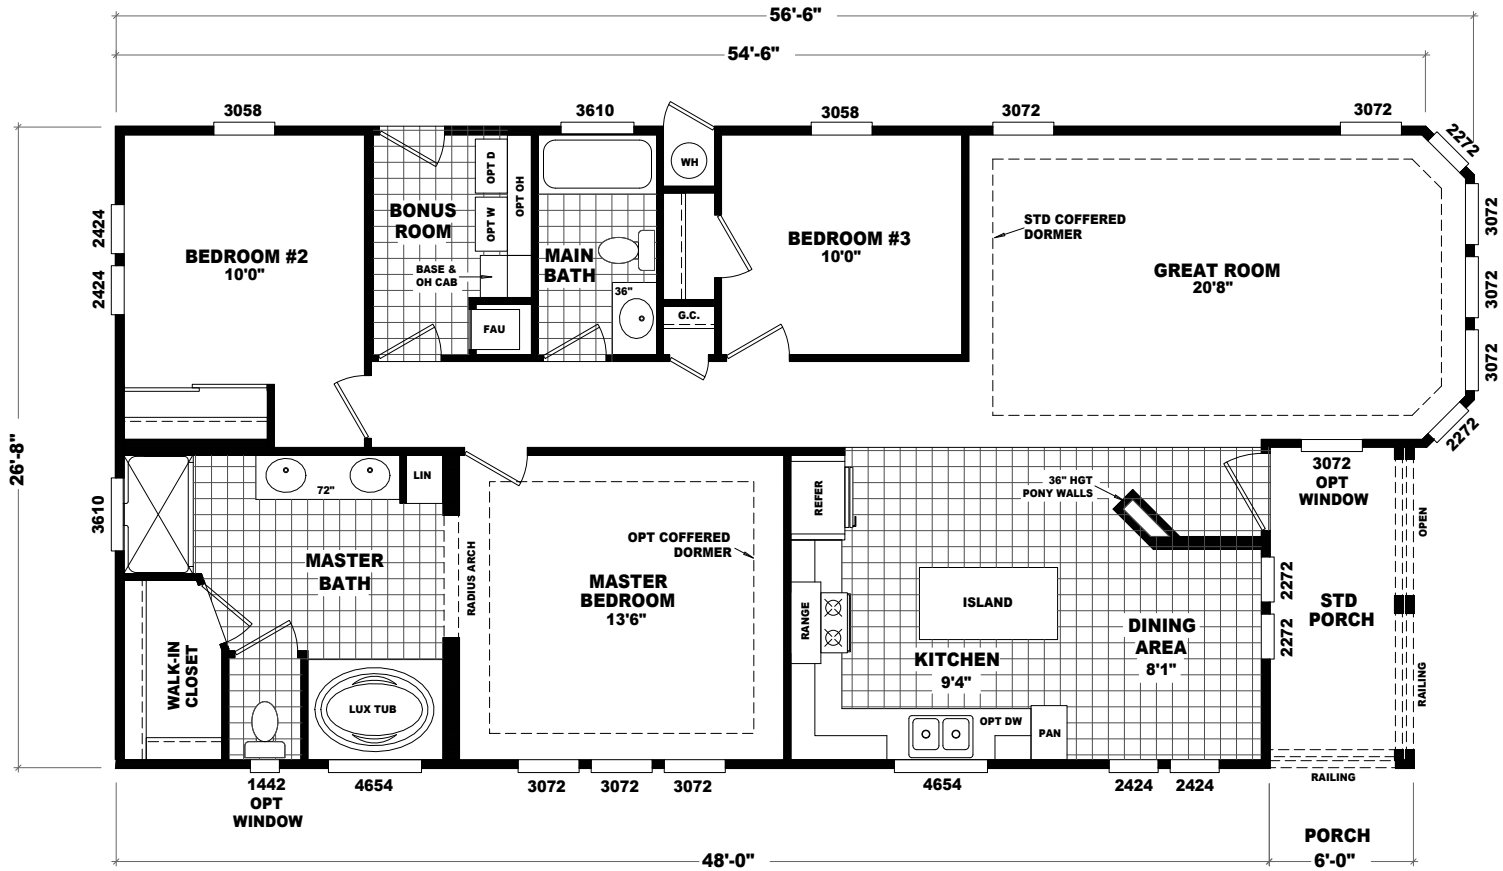 56'-6"
54'-6"
3058
3610
3058
3072
3072
2272
WH
OPT D
OPT OH
OPT W
BONUS
ROOM
2424
2424
BEDROOM #2
10'0"
BASE &
OH CAB
MAIN
BATH
36"
G.C.
FAU
BEDROOM #3
10'0"
STD COFFERED
DORMER
GREAT ROOM
20'8"
3072
3072
3072
2272
26'-8"
3610
72"
LIN
MASTER
BATH
RADIUS ARCH
WALK-IN
CLOSET
LUX TUB
OPT COFFERED
DORMER
MASTER
BEDROOM
13'6"
REFER
RANGE
36" HGT
PONY WALLS
ISLAND
KITCHEN
9'4"
DINING
AREA
8'1"
OPT DW
PAN
3072
OPT
WINDOW
OPEN
2272
2272
STD
PORCH
RAILING
RAILING
1442
OPT
WINDOW
4654
3072
3072
3072
4654
2424
2424
PORCH
48'-0"
6'-0"